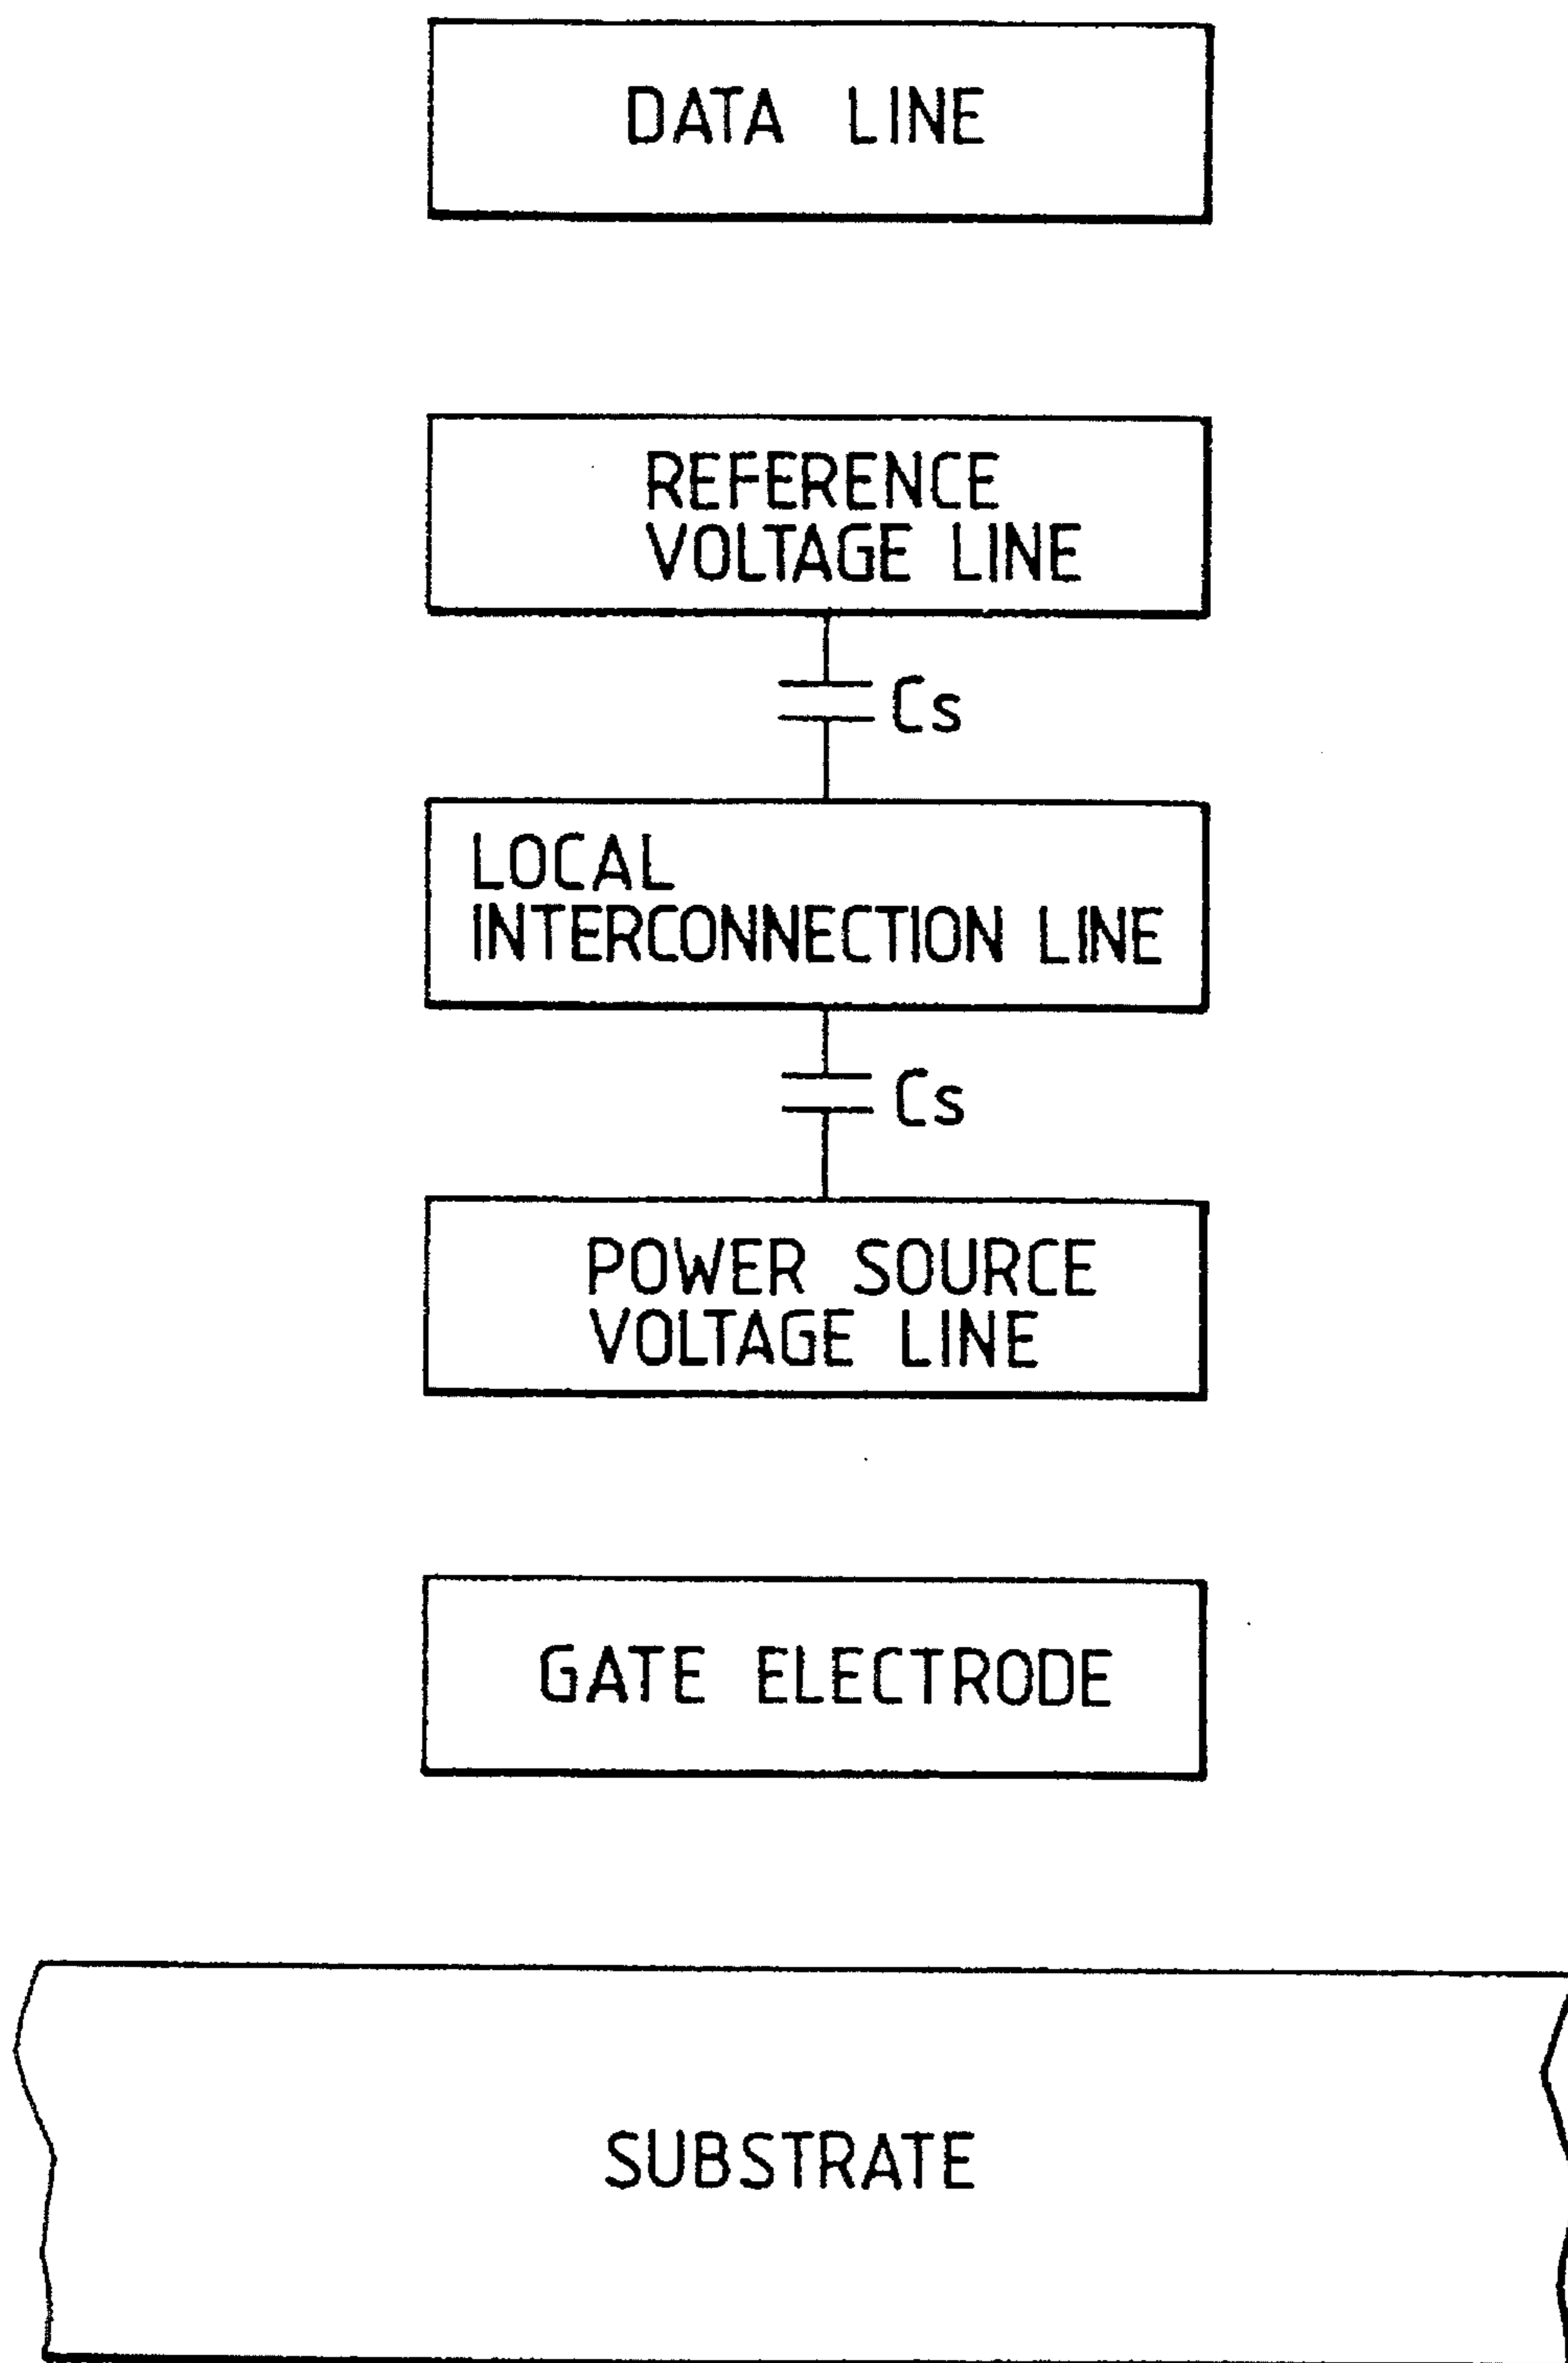 DATA LINE
REFERENCE
VOLTAGE LINE
Cs
LOCAL
INTERCONNECTION LINE
Cs
POWER SOURCE
VOLTAGE LINE
GATE ELECTRODE
SUBSTRATE